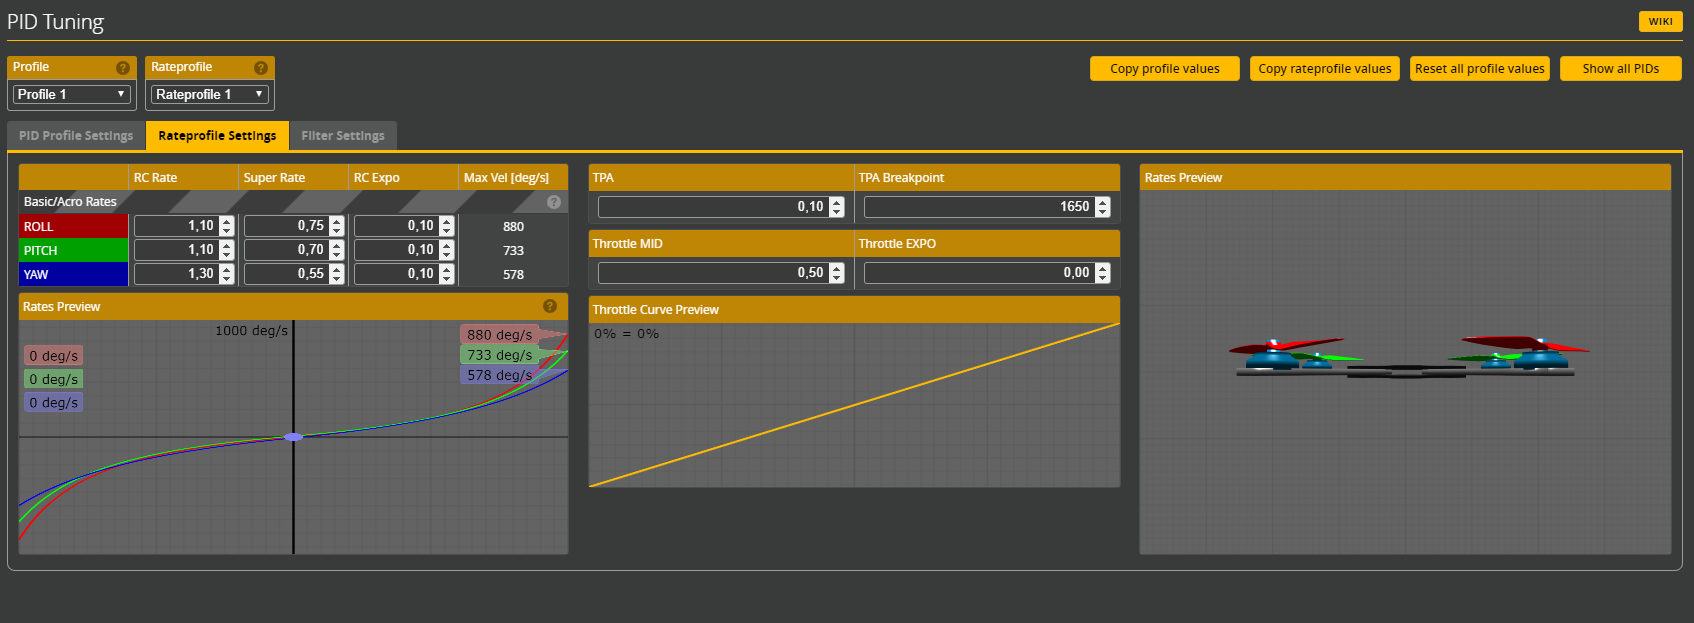 PID Tuning
WIKI
Profile ?
Rateprofile ?
Profile 1
Rateprofile 1
Copy profile values
Copy rateprofile values
Reset all profile values
Show all PIDs
PID Profile Settings
Rateprofile Settings
Filter Settings
RC Rate Super Rate RC Expo Max Vel [deg/s]
Basic/Acro Rates ?
ROLL 1,10 0,75 0,10 880
PITCH 1,10 0,70 0,10 733
YAW 1,30 0,55 0,10 578
Rates Preview ?
1000 deg/s
0 deg/s
0 deg/s
0 deg/s
880 deg/s
733 deg/s
578 deg/s
TPA TPA Breakpoint
0,10 1650
Throttle MID Throttle EXPO
0,50 0,00
Throttle Curve Preview
0% = 0%
Rates Preview